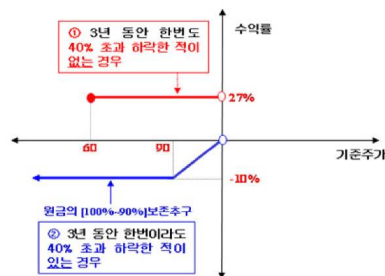 ① 3년 동안 한번도
40% 초과 하락한 적이
없는 경우
수익률
27%
60
90
기준주가
-10%
원금의 [100%~90%]보존추구
② 3년 동안 한번이라도
40% 초과 하락한 적이
있는 경우